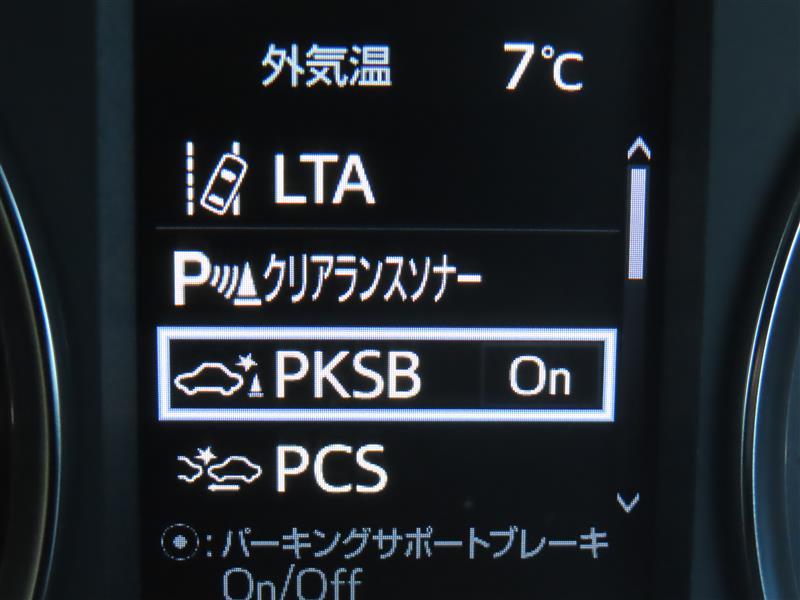 外気温 7℃
LTA
Pクリアランスソナー
PKSB On
PCS
:パーキングサポートブレーキ
On/Off